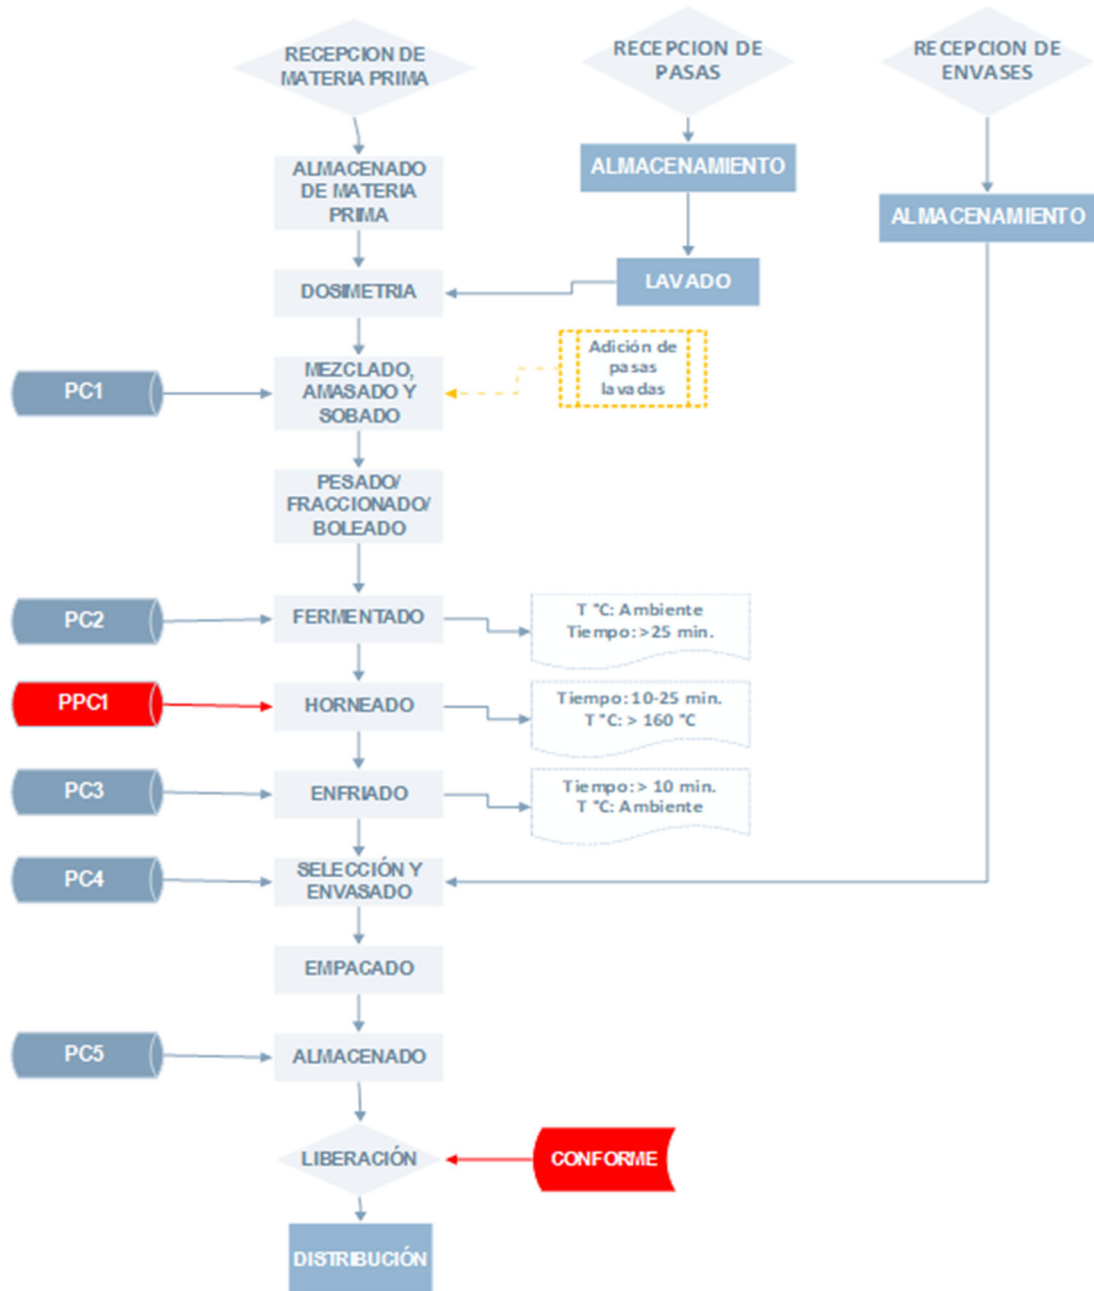 RECEPCION DE
MATERIA PRIMA
RECEPCION DE
PASAS
RECEPCION DE
ENVASES
ALMACENADO
DE MATERIA
PRIMA
ALMACENAMIENTO
ALMACENAMIENTO
DOSIMETRIA
LAVADO
PC1
MEZCLADO,
AMASADO Y
SOBADO
Adición de
pasas
lavadas
PESADO/
FRACCIONADO/
BOLEADO
PC2
FERMENTADO
T °C: Ambiente
Tiempo: >25 min.
PPC1
HORNEADO
Tiempo: 10-25 min.
T °C: > 160 °C
PC3
ENFRIADO
Tiempo: > 10 min.
T °C: Ambiente
PC4
SELECCIÓN Y
ENVASADO
EMPACADO
PC5
ALMACENADO
LIBERACIÓN
CONFORME
DISTRIBUCIÓN